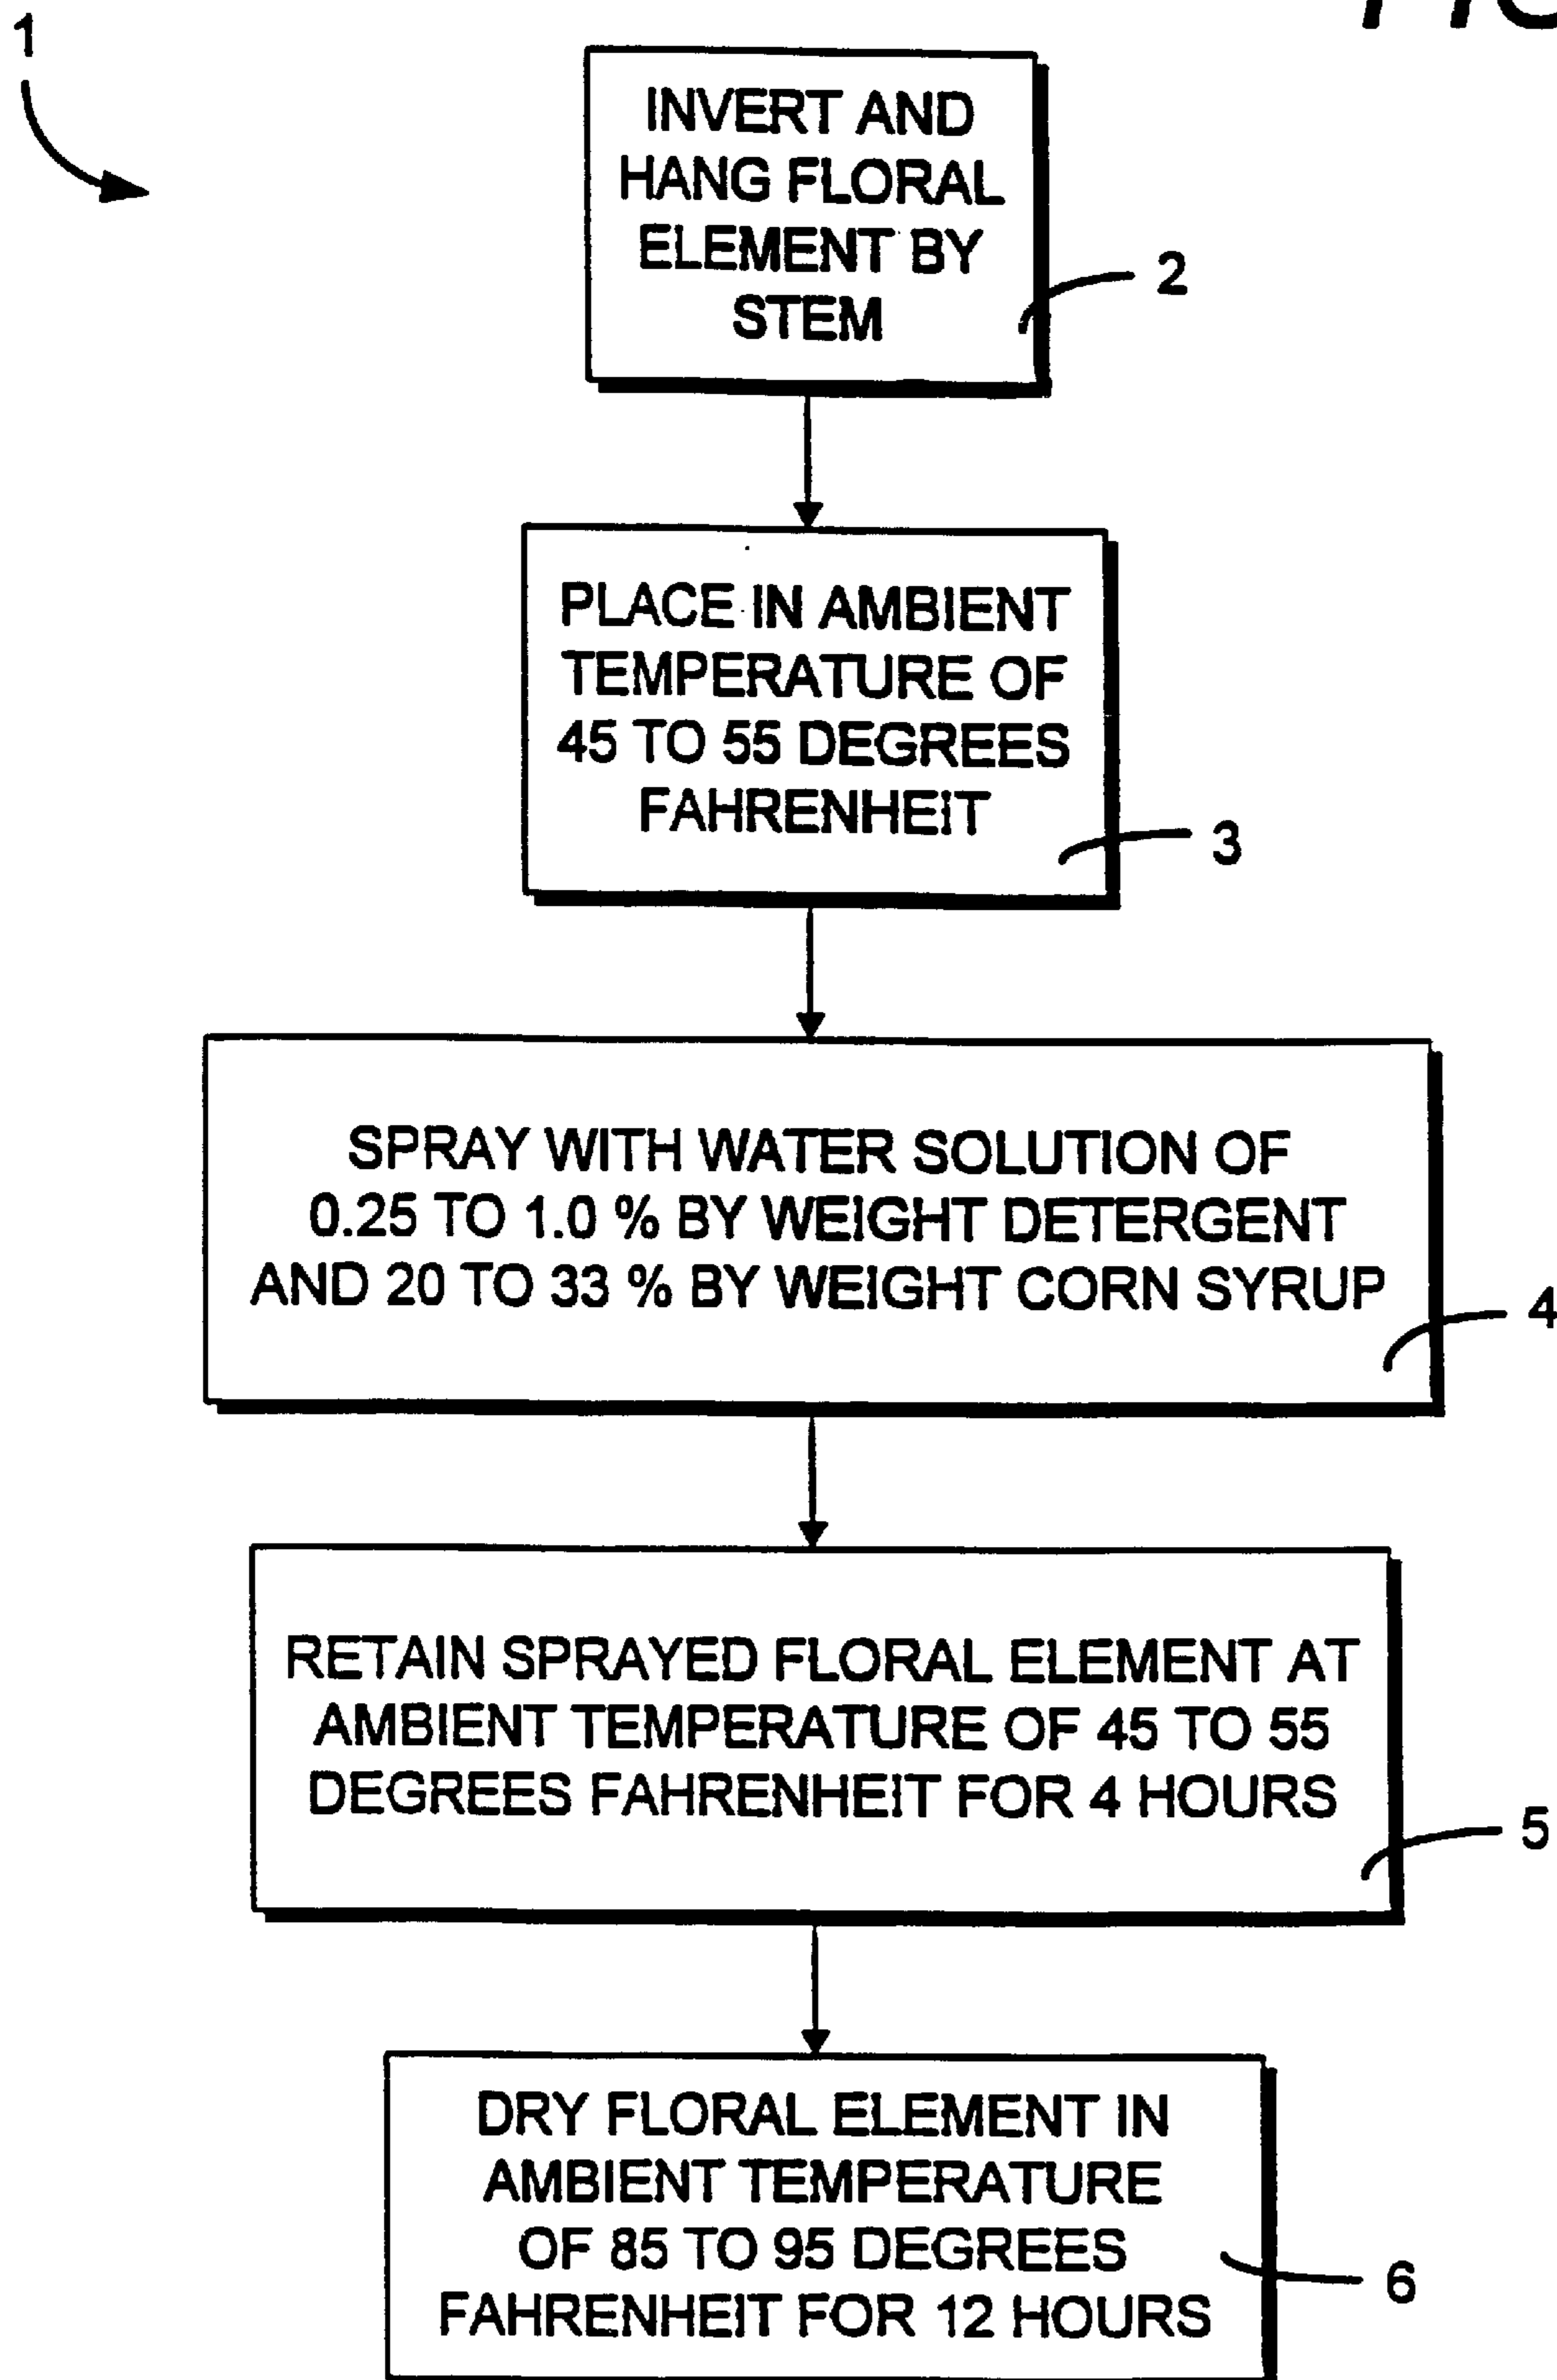 1
INVERT AND
HANG FLORAL
ELEMENT BY
STEM
2
PLACE IN AMBIENT
TEMPERATURE OF
45 TO 55 DEGREES
FAHRENHEIT
3
SPRAY WITH WATER SOLUTION OF
0.25 TO 1.0 % BY WEIGHT DETERGENT
AND 20 TO 33 % BY WEIGHT CORN SYRUP
4
RETAIN SPRAYED FLORAL ELEMENT AT
AMBIENT TEMPERATURE OF 45 TO 55
DEGREES FAHRENHEIT FOR 4 HOURS
5
DRY FLORAL ELEMENT IN
AMBIENT TEMPERATURE
OF 85 TO 95 DEGREES
FAHRENHEIT FOR 12 HOURS
6